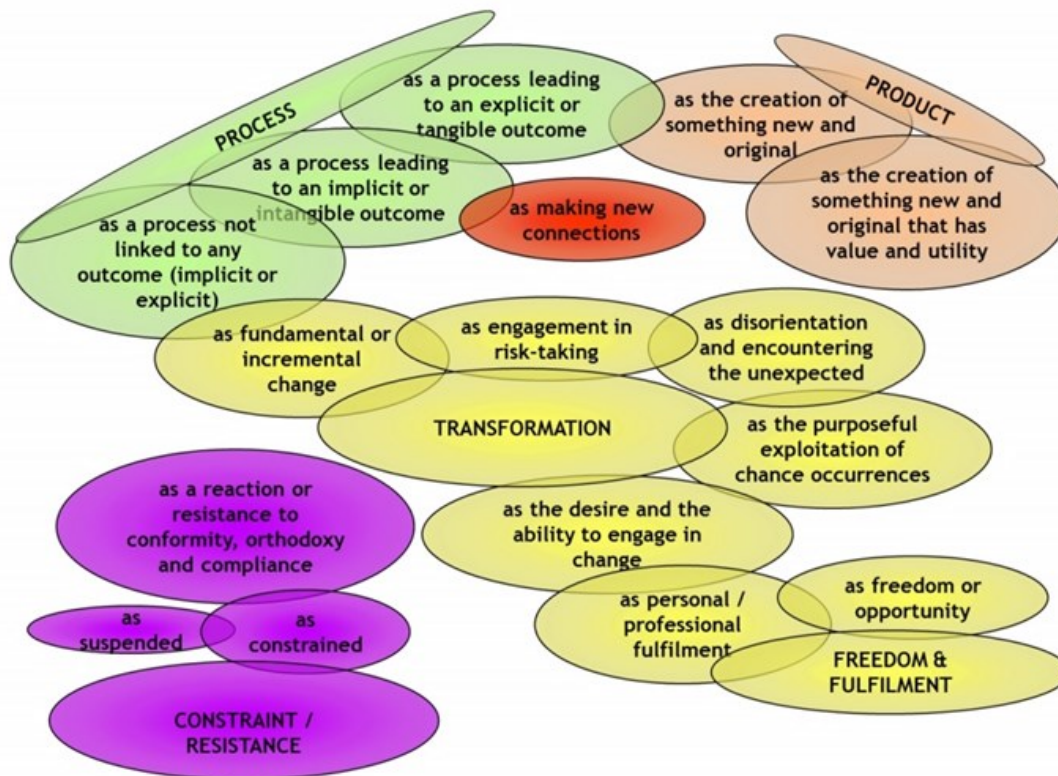 PROCESS
as a process leading
to an explicit or
tangible outcome
as the creation of
something new and
original
PRODUCT
as a process leading
to an implicit or
intangible outcome
as making new
connections
as the creation of
something new and
original that has
value and utility
as a process not
linked to any
outcome (implicit or
explicit)
as fundamental or
incremental
change
as engagement in
risk-taking
as disorientation
and encountering
the unexpected
TRANSFORMATION
as the purposeful
exploitation of
chance occurrences
as a reaction or
resistance to
conformity, orthodoxy
and compliance
as the desire and the
ability to engage in
change
as
suspended
as
constrained
as personal /
professional
fulfilment
as freedom or
opportunity
FREEDOM &
FULFILMENT
CONSTRAINT /
RESISTANCE